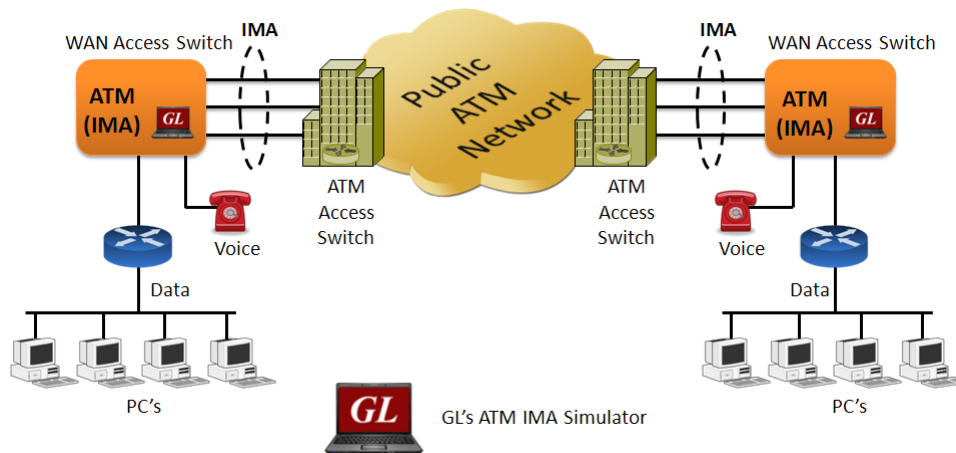 IMA
WAN Access Switch
ATM
(IMA)
GL
Public
ATM
Network
IMA
WAN Access Switch
ATM
(IMA)
GL
ATM
Access
Switch
ATM
Access
Switch
Voice
Voice
Data
Data
PC's
PC's
GL
GL's ATM IMA Simulator